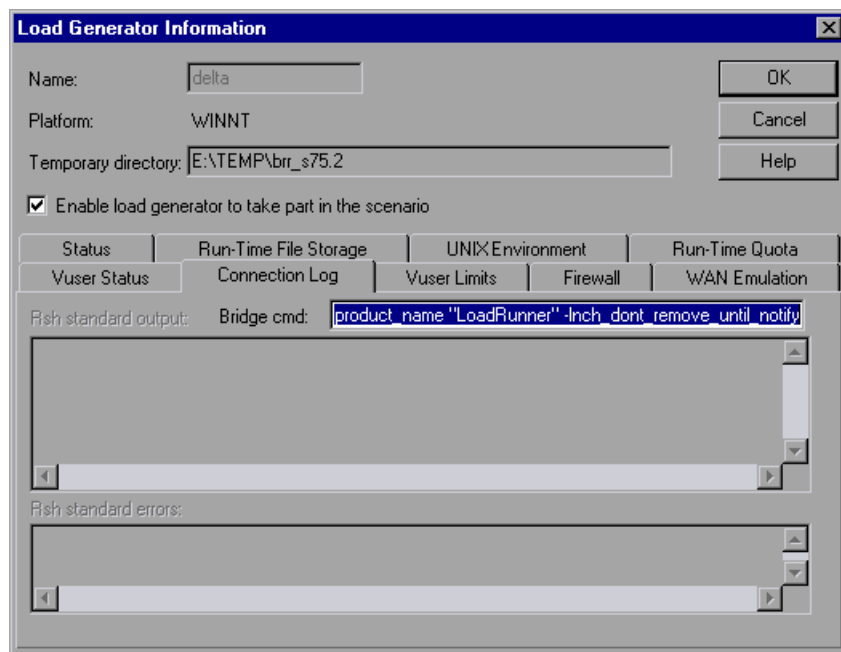 Load Generator Information
Name: delta OK
Platform: WINNT Cancel
Temporary directory: E:\TEMP\brr_s75.2 Help
Enable load generator to take part in the scenario
Status Run-Time File Storage UNIX Environment Run-Time Quota
Vuser Status Connection Log Vuser Limits Firewall WAN Emulation
Rsh standard output: Bridge cmd: product_name "LoadRunner" -lnch_dont_remove_until_notify
Rsh standard errors: